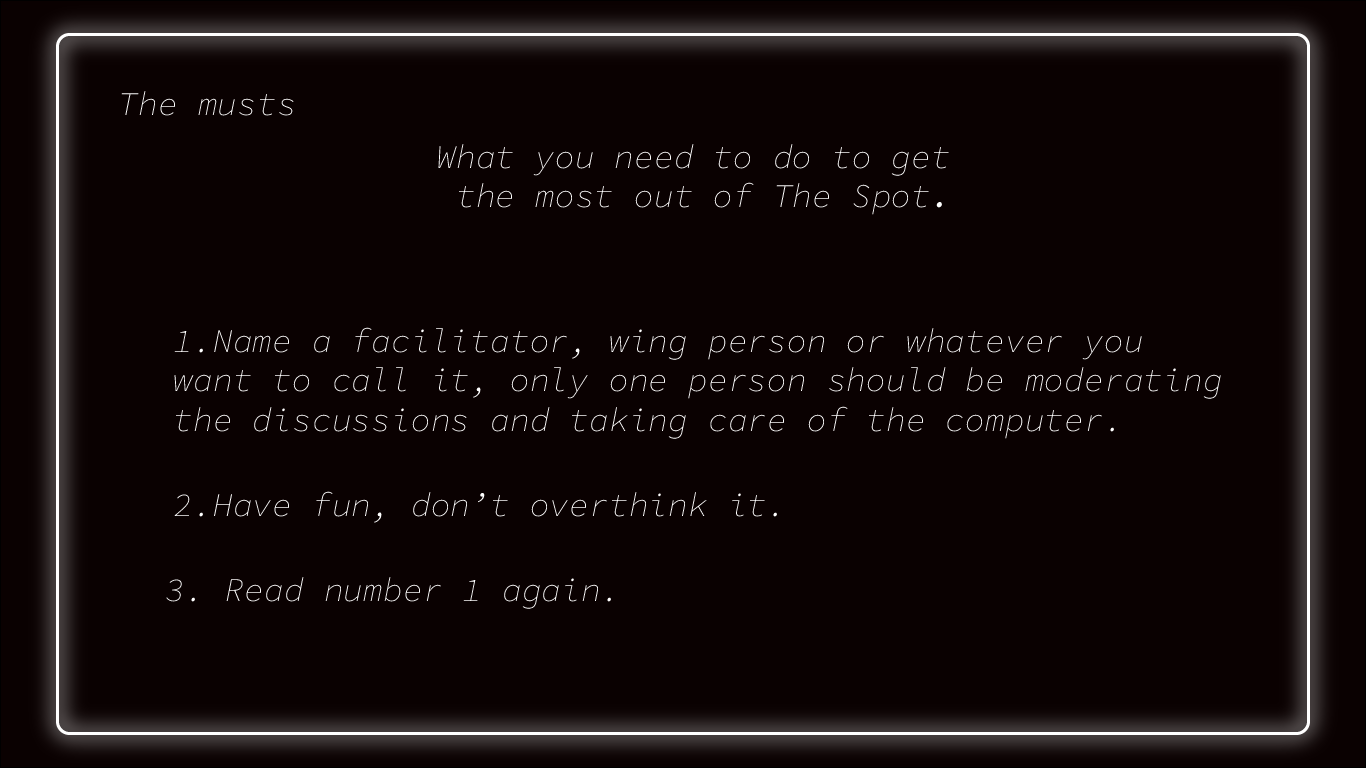 The musts
What you need to do to get
the most out of The Spot.
1.Name a facilitator, wing person or whatever you
want to call it, only one person should be moderating
the discussions and taking care of the computer.
2.Have fun, don’t overthink it.
3. Read number 1 again.